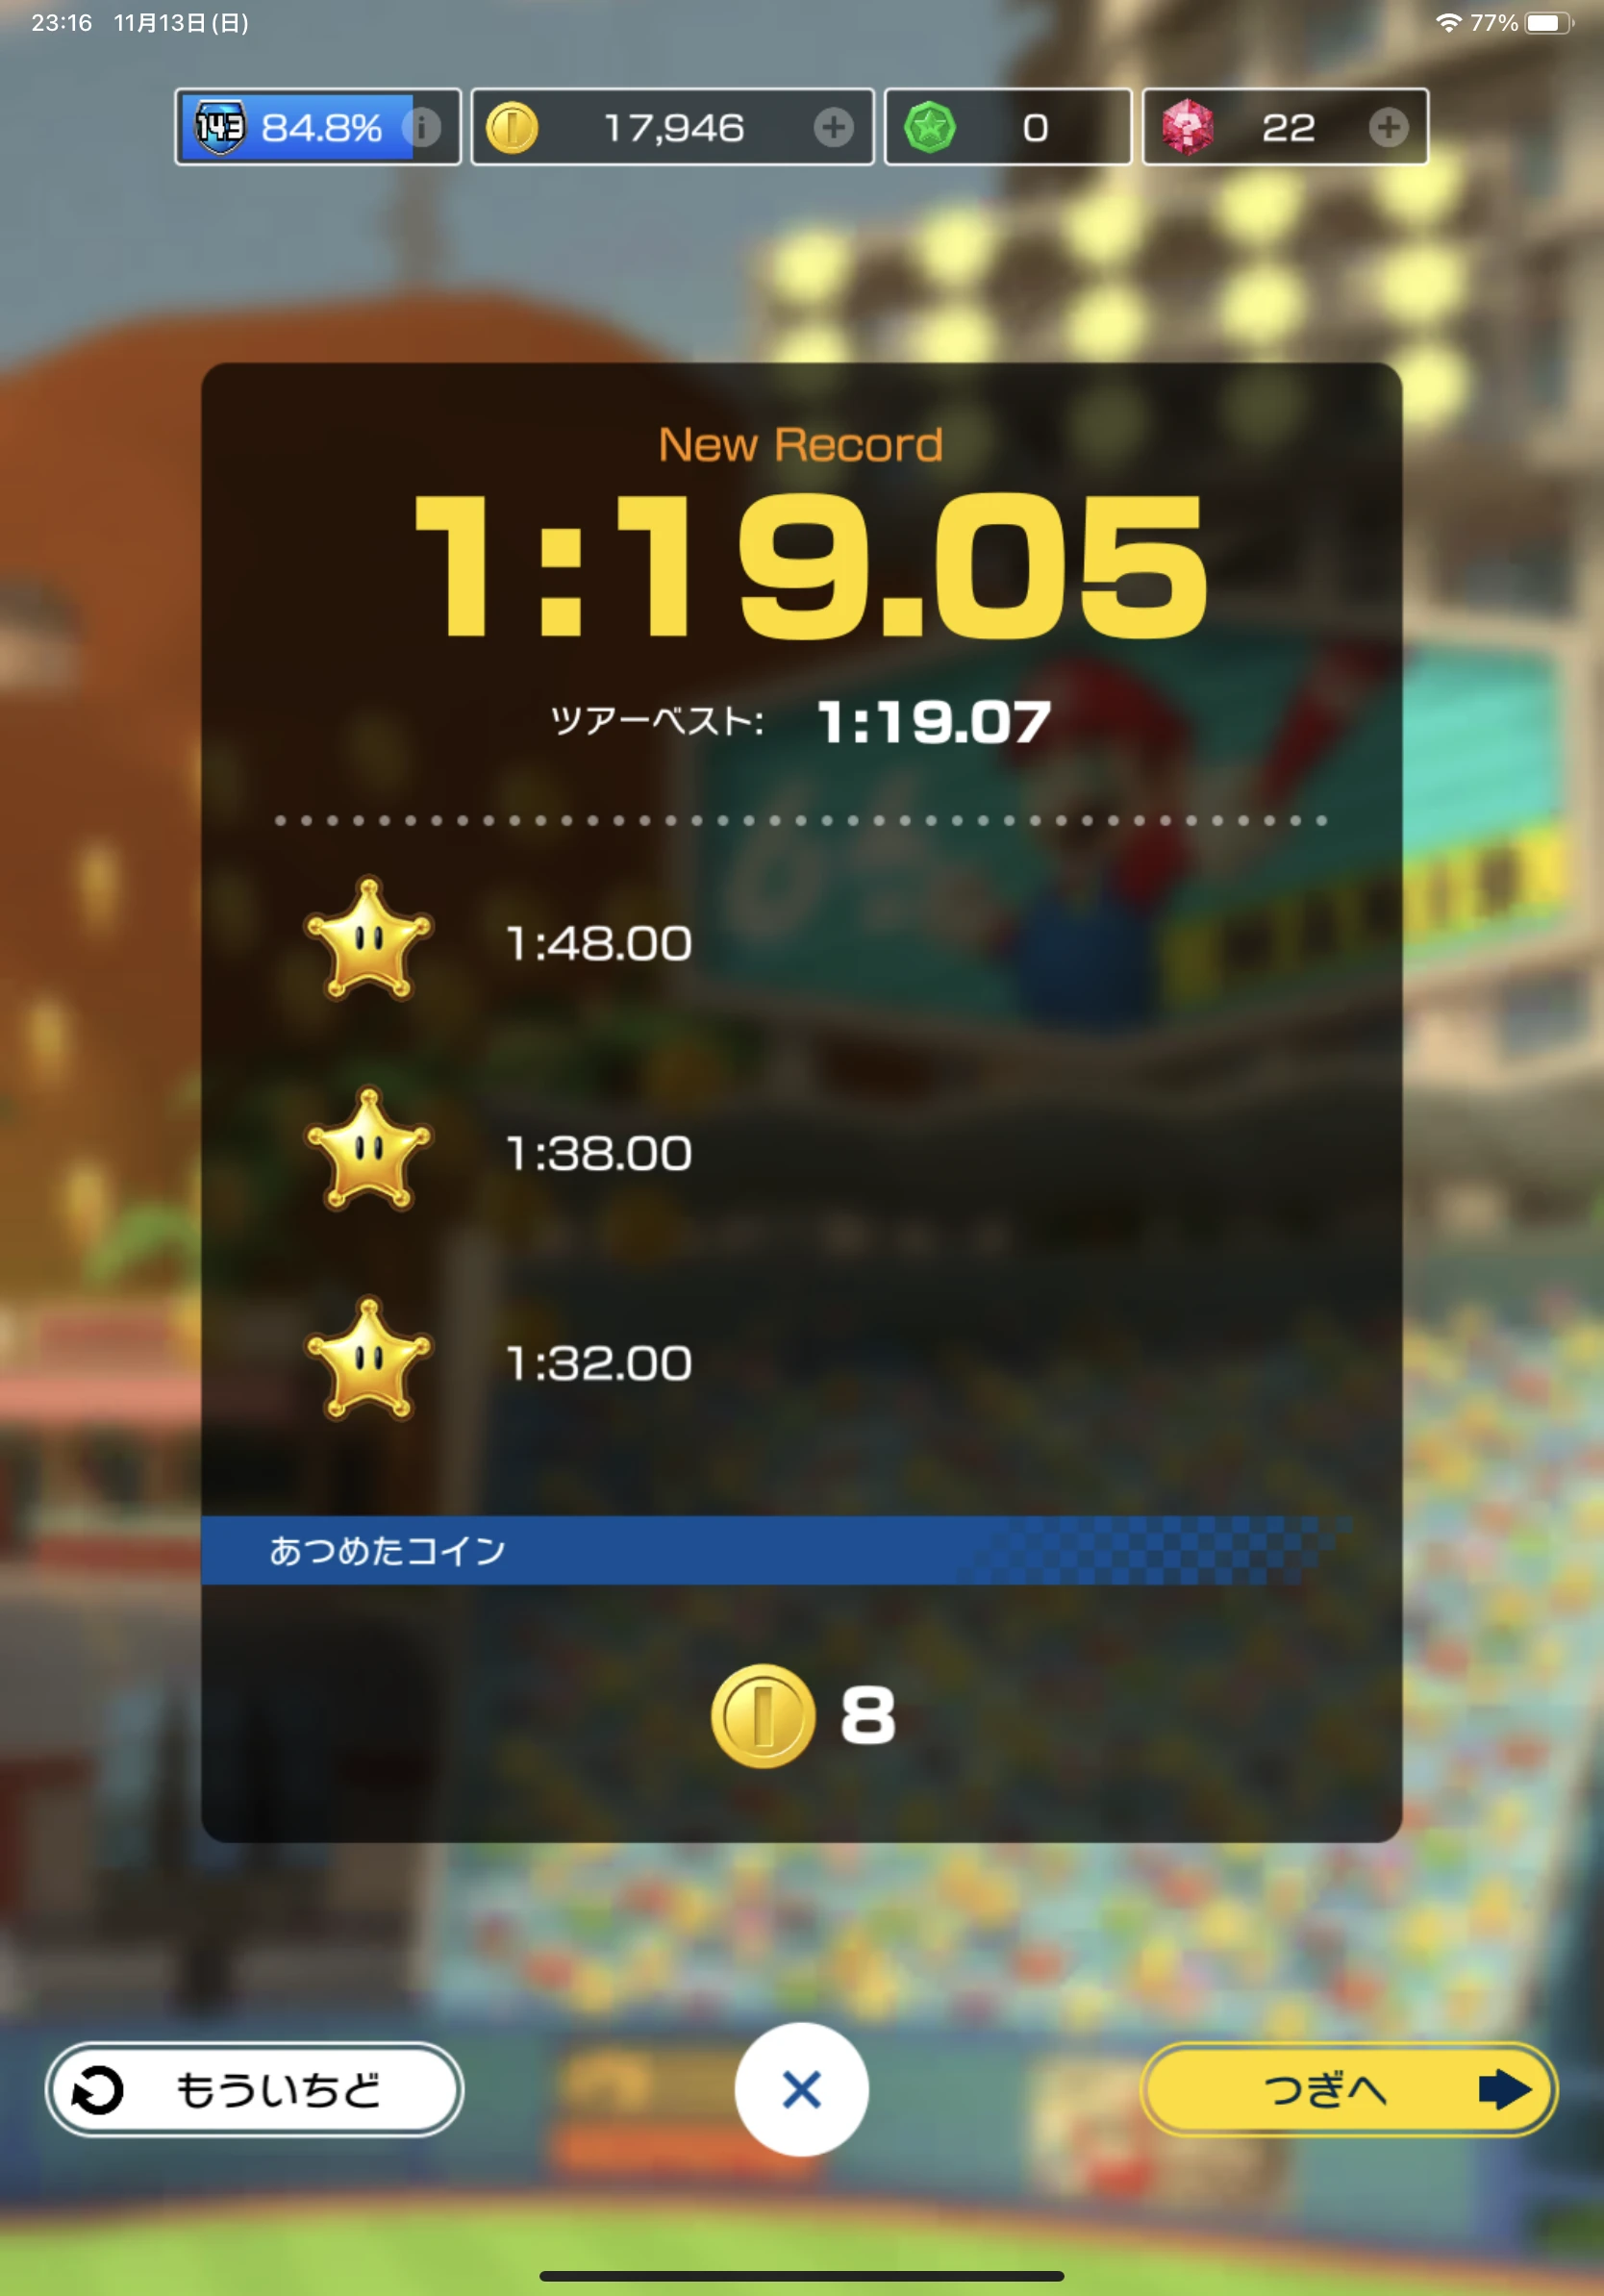 23:16 11月13日(日) 77%
143 84.8% i 17,946 0 22
New Record
1:19.05
ツアーベスト: 1:19.07
1:48.00
1:38.00
1:32.00
あつめたコイン
8
もういちど
つぎへ